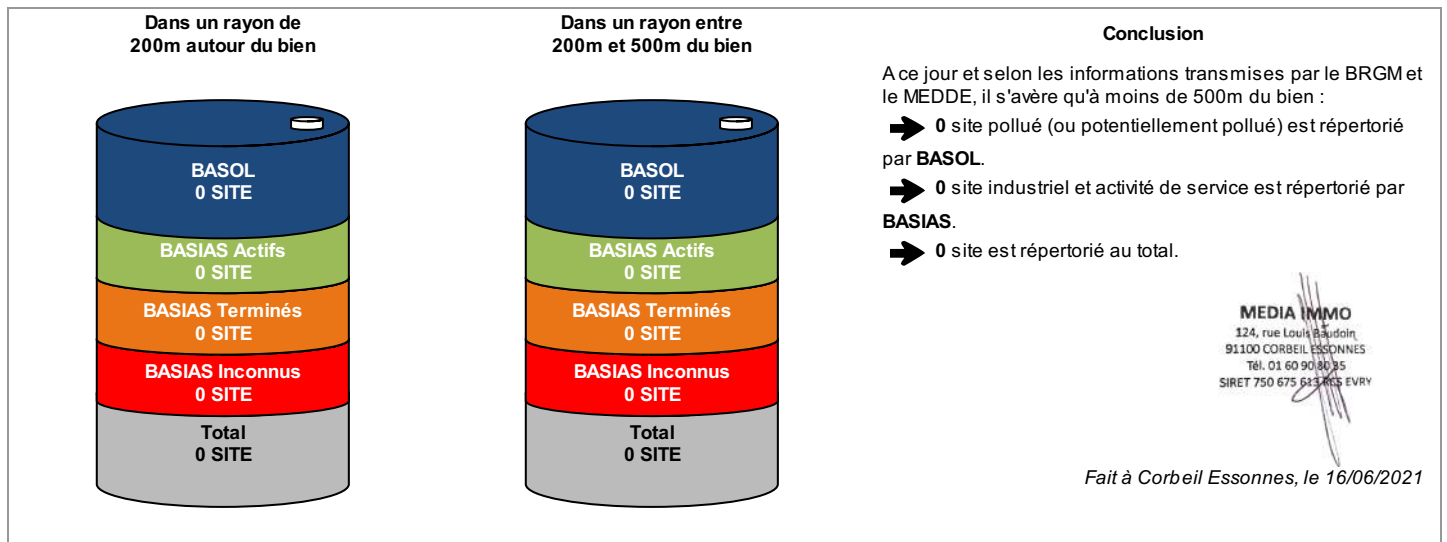 Dans un rayon de
200m autour du bien
BASOL
0 SITE
BASIAS Actifs
0 SITE
BASIAS Terminés
0 SITE
BASIAS Inconnus
0 SITE
Total
0 SITE
Dans un rayon entre
200m et 500m du bien
BASOL
0 SITE
BASIAS Actifs
0 SITE
BASIAS Terminés
0 SITE
BASIAS Inconnus
0 SITE
Total
0 SITE
Conclusion
A ce jour et selon les informations transmises par le BRGM et
le MEDDE, il s'avère qu'à moins de 500m du bien :
0 site pollué (ou potentiellement pollué) est répertorié
par BASOL.
0 site industriel et activité de service est répertorié par
BASIAS.
0 site est répertorié au total.
MEDIA IMMO
124, rue Louis Baudoin
91100 CORBEIL ESSONNES
Tél. 01 60 90 80 85
SIRET 750 675 613 RCS EVRY
Fait à Corbeil Essonnes, le 16/06/2021